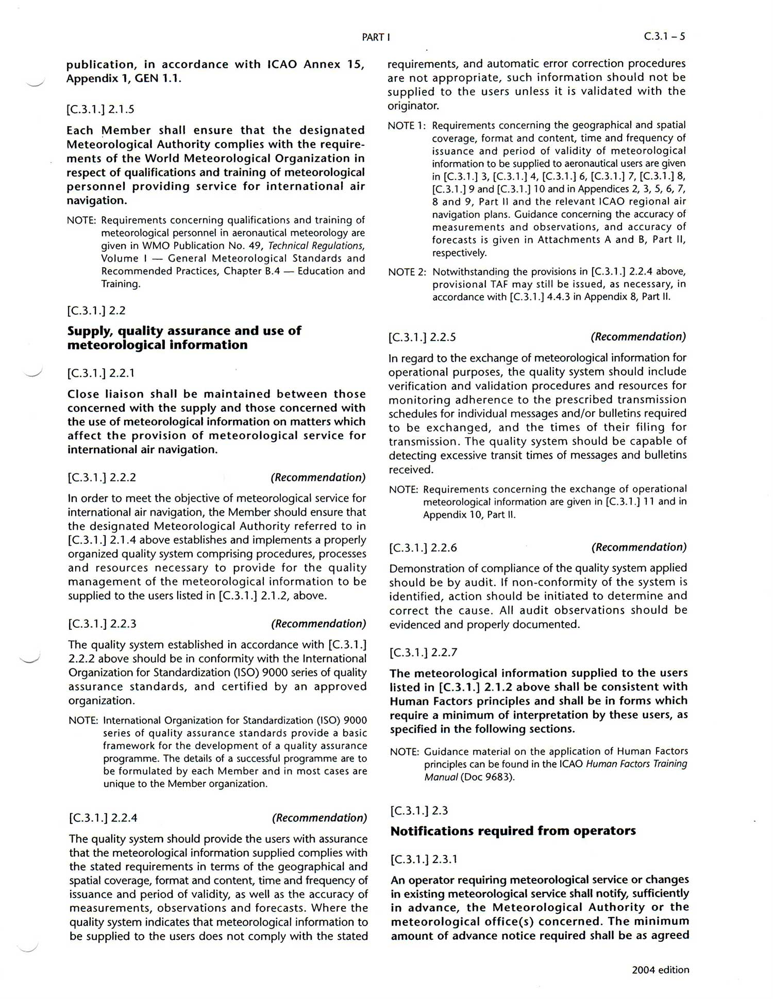 PART I
C.3.1 – 5
publication, in accordance with ICAO Annex 15,
Appendix 1, GEN 1.1.
[C.3.1.] 2.1.5
Each Member shall ensure that the designated
Meteorological Authority complies with the require-
ments of the World Meteorological Organization in
respect of qualifications and training of meteorological
personnel providing service for international air
navigation.
NOTE: Requirements concerning qualifications and training of
meteorological personnel in aeronautical meteorology are
given in WMO Publication No. 49, Technical Regulations,
Volume I — General Meteorological Standards and
Recommended Practices, Chapter B.4 — Education and
Training.
[C.3.1.] 2.2
Supply, quality assurance and use of
meteorological information
[C.3.1.] 2.2.1
Close liaison shall be maintained between those
concerned with the supply and those concerned with
the use of meteorological information on matters which
affect the provision of meteorological service for
international air navigation.
[C.3.1.] 2.2.2 (Recommendation)
In order to meet the objective of meteorological service for
international air navigation, the Member should ensure that
the designated Meteorological Authority referred to in
[C.3.1.] 2.1.4 above establishes and implements a properly
organized quality system comprising procedures, processes
and resources necessary to provide for the quality
management of the meteorological information to be
supplied to the users listed in [C.3.1.] 2.1.2, above.
[C.3.1.] 2.2.3 (Recommendation)
The quality system established in accordance with [C.3.1.]
2.2.2 above should be in conformity with the International
Organization for Standardization (ISO) 9000 series of quality
assurance standards, and certified by an approved
organization.
NOTE: International Organization for Standardization (ISO) 9000
series of quality assurance standards provide a basic
framework for the development of a quality assurance
programme. The details of a successful programme are to
be formulated by each Member and in most cases are
unique to the Member organization.
[C.3.1.] 2.2.4 (Recommendation)
The quality system should provide the users with assurance
that the meteorological information supplied complies with
the stated requirements in terms of the geographical and
spatial coverage, format and content, time and frequency of
issuance and period of validity, as well as the accuracy of
measurements, observations and forecasts. Where the
quality system indicates that meteorological information to
be supplied to the users does not comply with the stated
requirements, and automatic error correction procedures
are not appropriate, such information should not be
supplied to the users unless it is validated with the
originator.
NOTE 1: Requirements concerning the geographical and spatial
coverage, format and content, time and frequency of
issuance and period of validity of meteorological
information to be supplied to aeronautical users are given
in [C.3.1.] 3, [C.3.1.] 4, [C.3.1.] 6, [C.3.1.] 7, [C.3.1.] 8,
[C.3.1.] 9 and [C.3.1.] 10 and in Appendices 2, 3, 5, 6, 7,
8 and 9, Part II and the relevant ICAO regional air
navigation plans. Guidance concerning the accuracy of
measurements and observations, and accuracy of
forecasts is given in Attachments A and B, Part II,
respectively.
NOTE 2: Notwithstanding the provisions in [C.3.1.] 2.2.4 above,
provisional TAF may still be issued, as necessary, in
accordance with [C.3.1.] 4.4.3 in Appendix 8, Part II.
[C.3.1.] 2.2.5 (Recommendation)
In regard to the exchange of meteorological information for
operational purposes, the quality system should include
verification and validation procedures and resources for
monitoring adherence to the prescribed transmission
schedules for individual messages and/or bulletins required
to be exchanged, and the times of their filing for
transmission. The quality system should be capable of
detecting excessive transit times of messages and bulletins
received.
NOTE: Requirements concerning the exchange of operational
meteorological information are given in [C.3.1.] 11 and in
Appendix 10, Part II.
[C.3.1.] 2.2.6 (Recommendation)
Demonstration of compliance of the quality system applied
should be by audit. If non-conformity of the system is
identified, action should be initiated to determine and
correct the cause. All audit observations should be
evidenced and properly documented.
[C.3.1.] 2.2.7
The meteorological information supplied to the users
listed in [C.3.1.] 2.1.2 above shall be consistent with
Human Factors principles and shall be in forms which
require a minimum of interpretation by these users, as
specified in the following sections.
NOTE: Guidance material on the application of Human Factors
principles can be found in the ICAO Human Factors Training
Manual (Doc 9683).
[C.3.1.] 2.3
Notifications required from operators
[C.3.1.] 2.3.1
An operator requiring meteorological service or changes
in existing meteorological service shall notify, sufficiently
in advance, the Meteorological Authority or the
meteorological office(s) concerned. The minimum
amount of advance notice required shall be as agreed
2004 edition